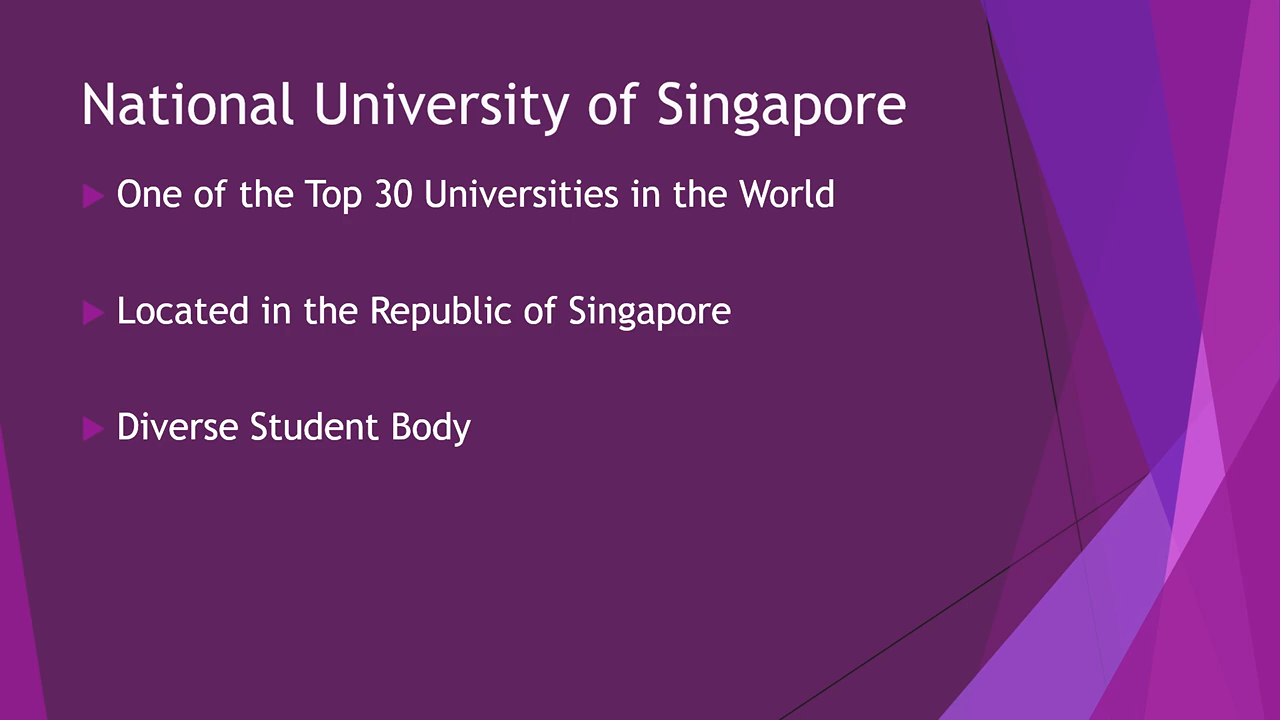 National University of Singapore
One of the Top 30 Universities in the World
Located in the Republic of Singapore
Diverse Student Body